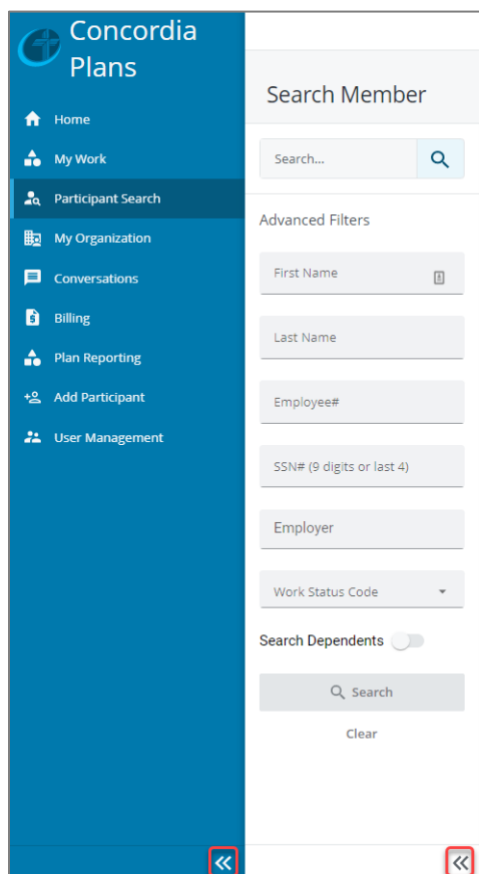 Concordia
Plans
Home
My Work
Participant Search
My Organization
Conversations
Billing
Plan Reporting
Add Participant
User Management
Search Member
Search...
Advanced Filters
First Name
Last Name
Employee#
SSN# (9 digits or last 4)
Employer
Work Status Code
Search Dependents
Search
Clear